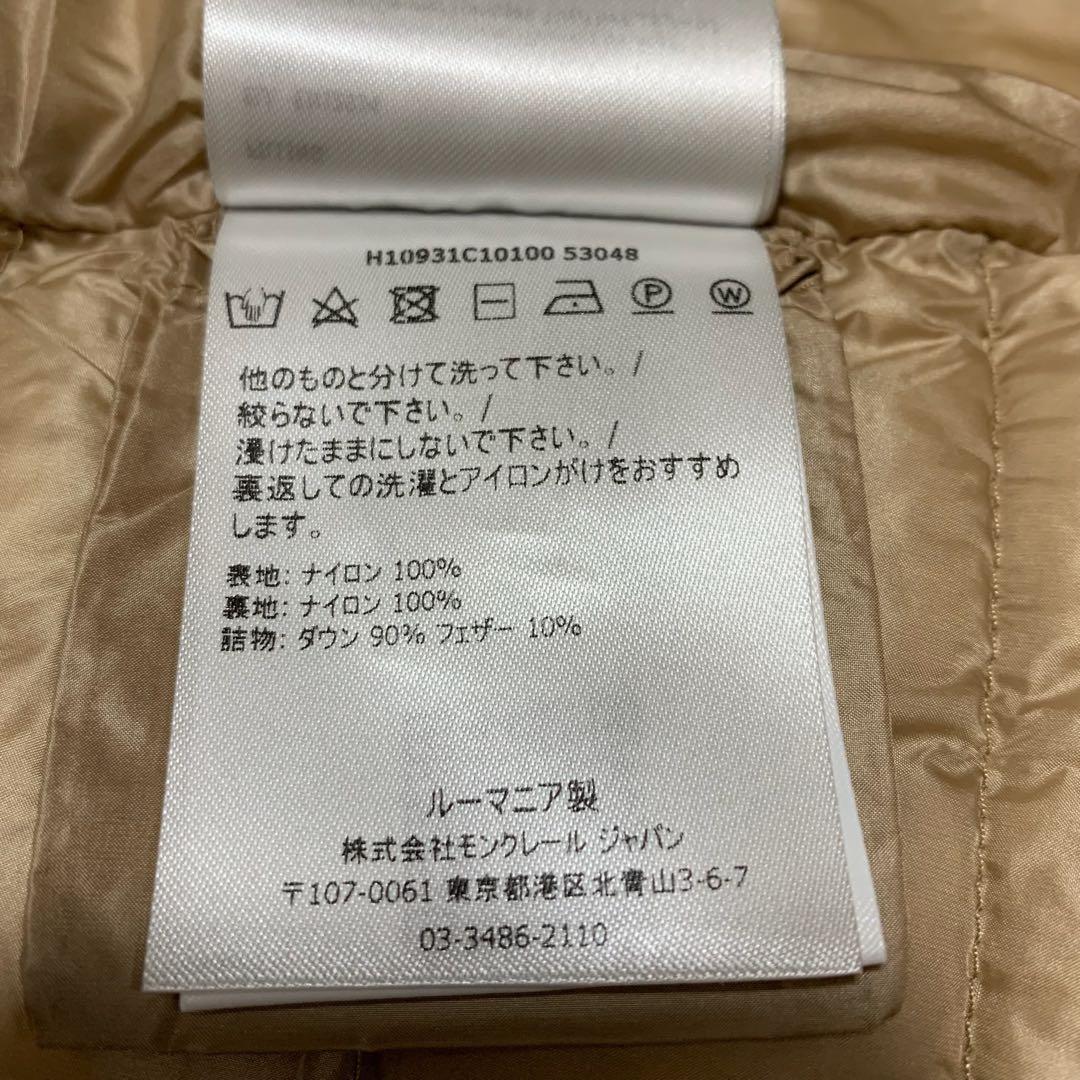 H10931C10100 53048
P W
他のものと分けて洗って下さい。/
絞らないで下さい。/
漫けたままにしないで下さい。/
裏返しての洗濯とアイロンがけをおすすめ
します。
表地: ナイロン 100%
裏地: ナイロン 100%
詰物: ダウン 90% フェザー 10%
ルーマニア製
株式会社モンクレール ジャパン
〒107-0061 東京都港区北青山3-6-7
03-3486-2110